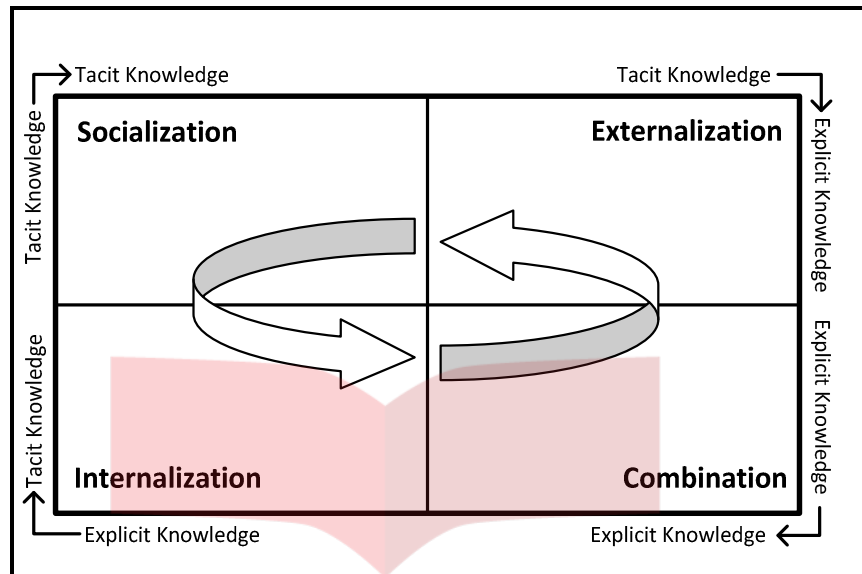 Tacit Knowledge
Tacit Knowledge
Tacit Knowledge
Socialization
Externalization
Explicit Knowledge
Tacit Knowledge
Internalization
Combination
Explicit Knowledge
Explicit Knowledge
Explicit Knowledge